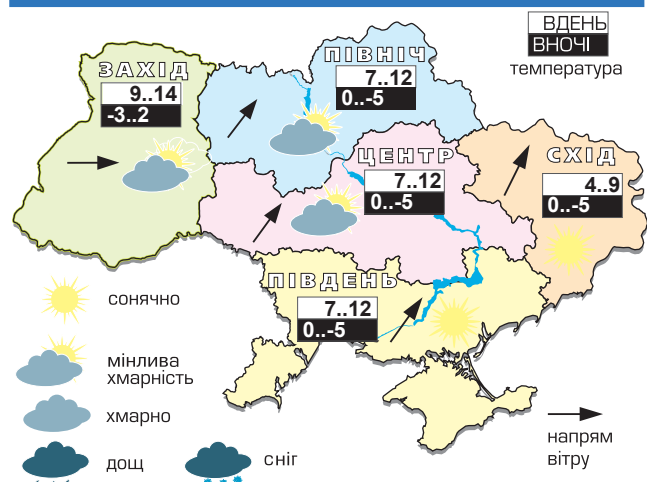 ВДЕНЬ
ВНОЧІ
температура
ЗАХІД
9..14
-3..2
ПІВНІЧ
7..12
0..-5
ЦЕНТР
7..12
0..-5
СХІД
4..9
0..-5
ПІВДЕНЬ
7..12
0..-5
сонячно
мінлива
хмарність
хмарно
дощ
сніг
напрям
вітру